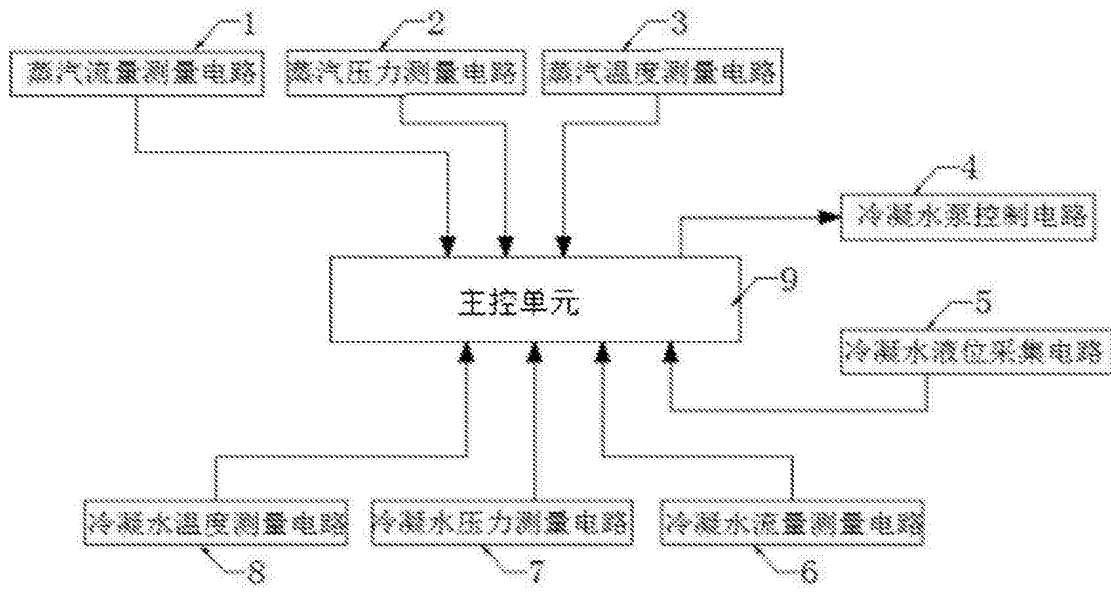 1
2
3
蒸汽流量测量电路
蒸汽压力测量电路
蒸汽温度测量电路
4
冷凝水泵控制电路
主控单元
9
5
冷凝水液位采集电路
冷凝水温度测量电路
冷凝水压力测量电路
冷凝水流量测量电路
8
7
6